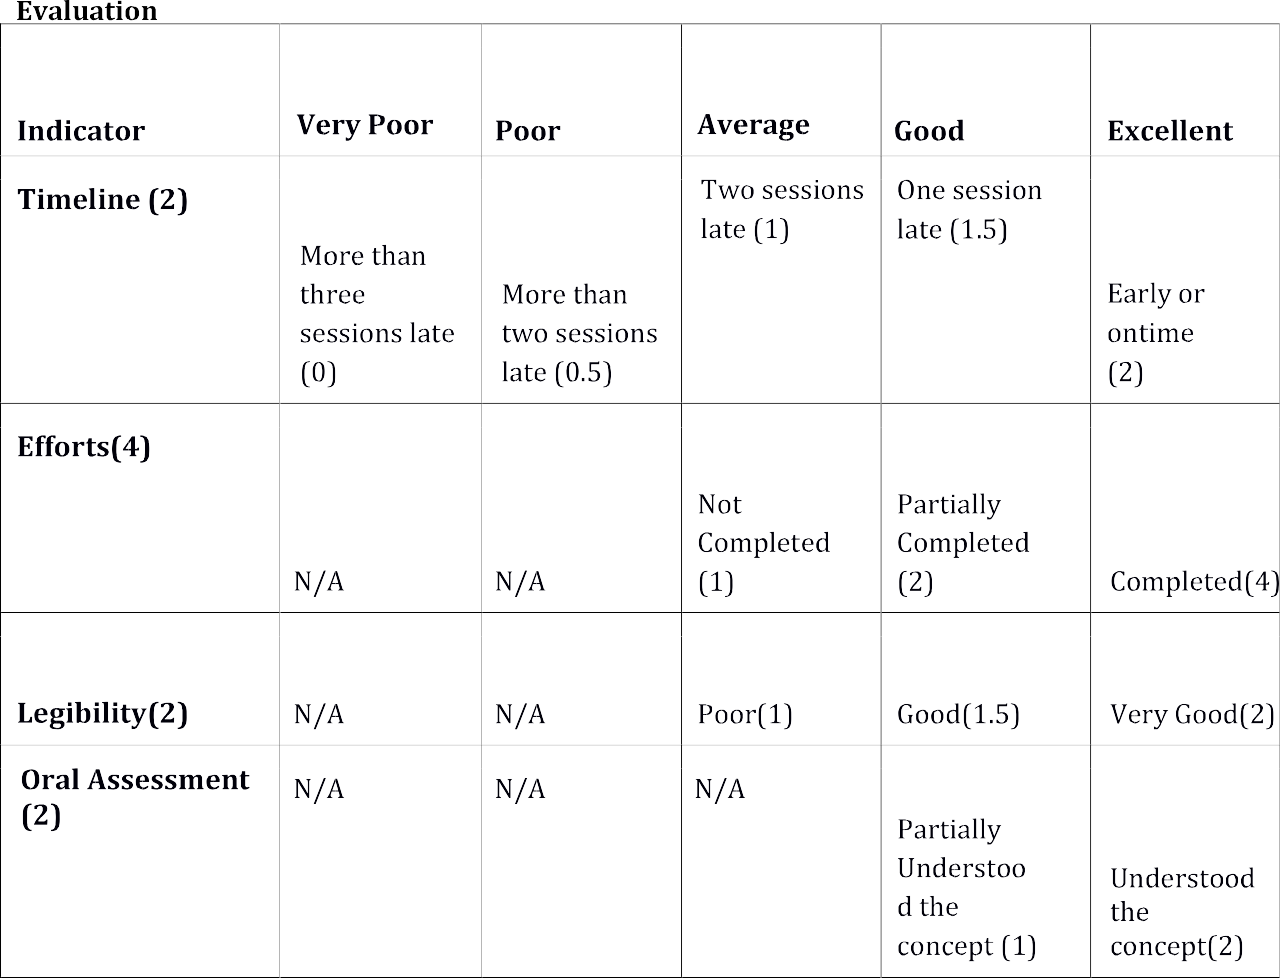 Evaluation
Indicator
Very Poor
Poor
Average
Good
Excellent
Timeline (2)
More than
three
sessions late
(0)
More than
two sessions
late (0.5)
Two sessions
late (1)
One session
late (1.5)
Early or
ontime
(2)
Efforts(4)
N/A
N/A
Not
Completed
(1)
Partially
Completed
(2)
Completed(4)
Legibility(2)
N/A
N/A
Poor(1)
Good(1.5)
Very Good(2)
Oral Assessment
(2)
N/A
N/A
N/A
Partially
Understoo
d the
concept (1)
Understood
the
concept(2)